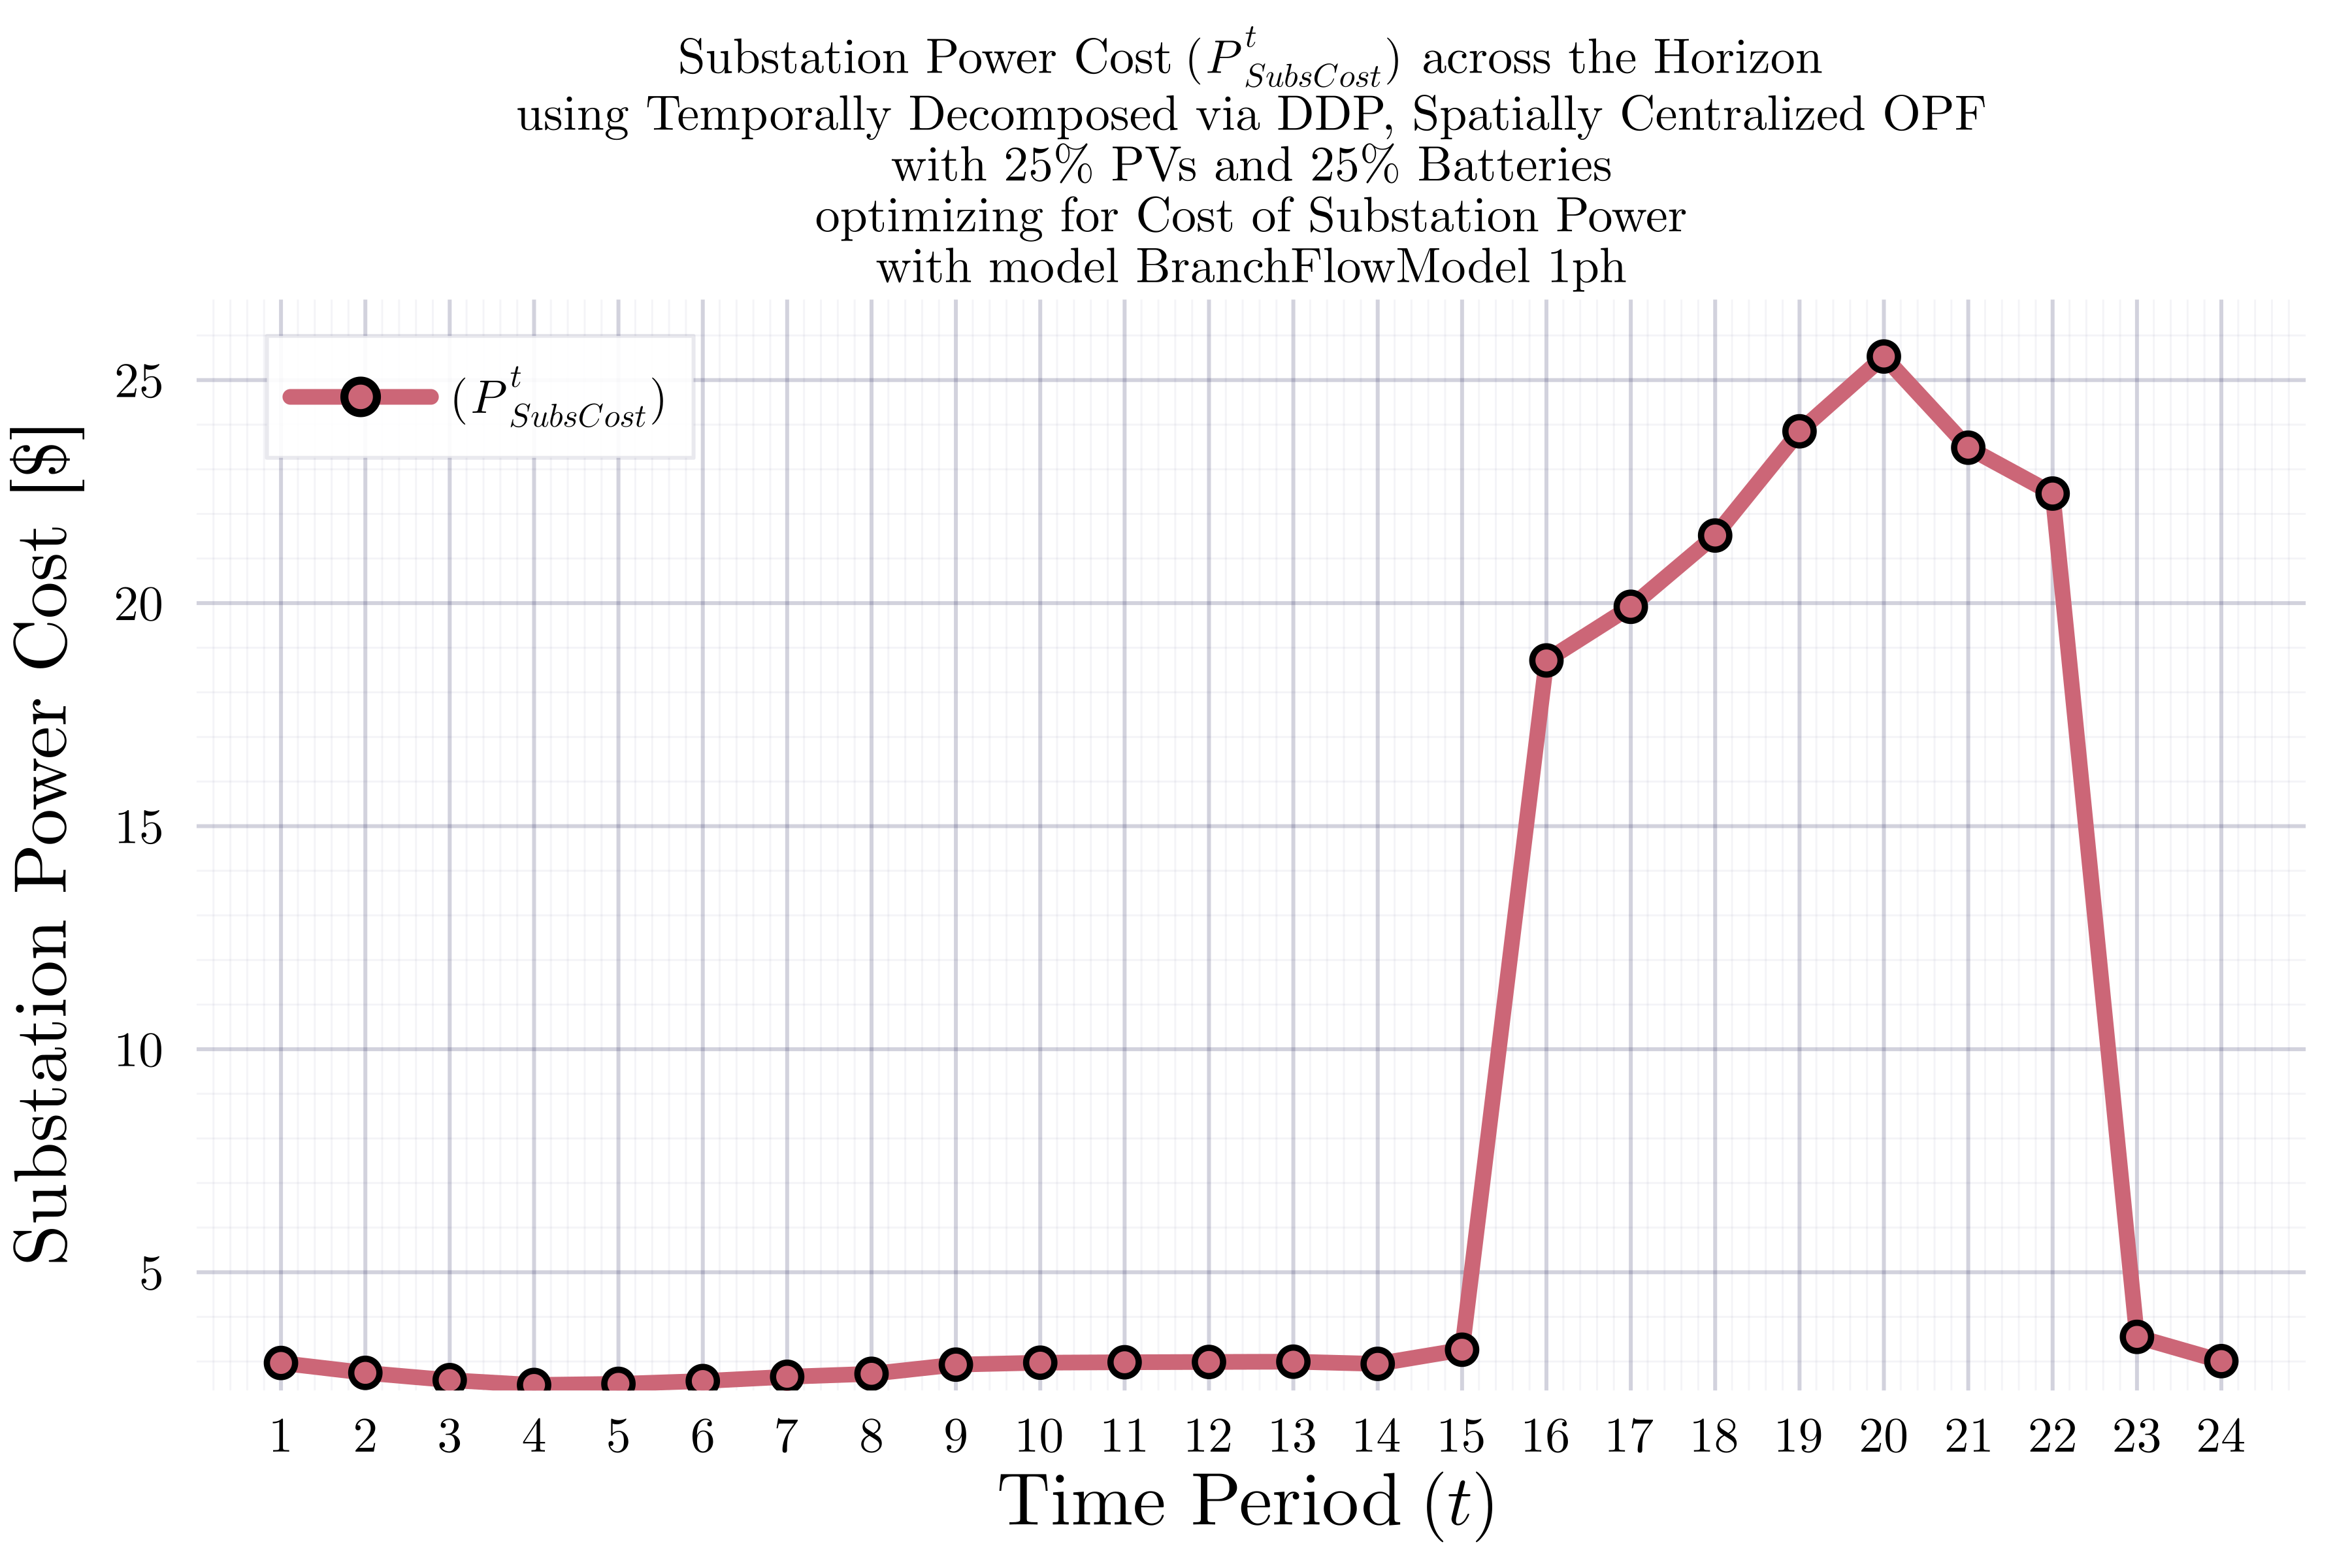 Substation Power Cost (P^t_SubsCost) across the Horizon
using Temporally Decomposed via DDP, Spatially Centralized OPF
with 25% PVs and 25% Batteries
optimizing for Cost of Substation Power
with model BranchFlowModel 1ph
(P^t_SubsCost)
Substation Power Cost [$]
25
20
15
10
5
1 2 3 4 5 6 7 8 9 10 11 12 13 14 15 16 17 18 19 20 21 22 23 24
Time Period (t)